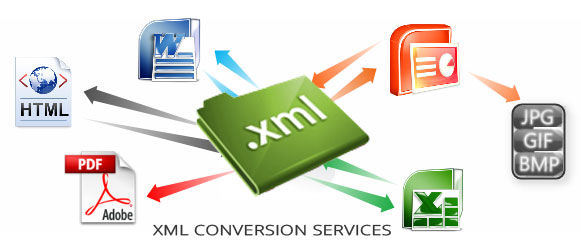 HTML
W
.xml
JPG
GIF
BMP
PDF
Adobe
X
XML CONVERSION SERVICES